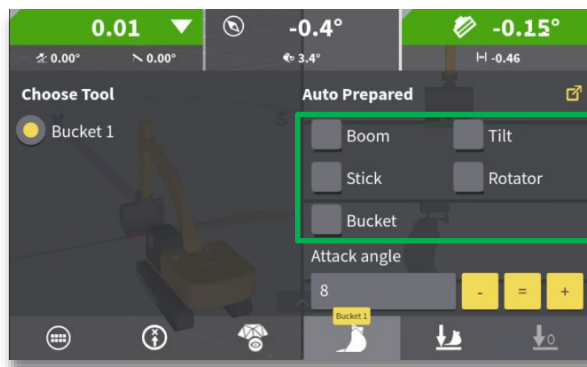 0.01
-0.4°
-0.15°
0.00°
0.00°
3.4°
-0.46
Choose Tool
Bucket 1
Auto Prepared
Boom
Tilt
Stick
Rotator
Bucket
Attack angle
8
-
=
+
Bucket 1
0